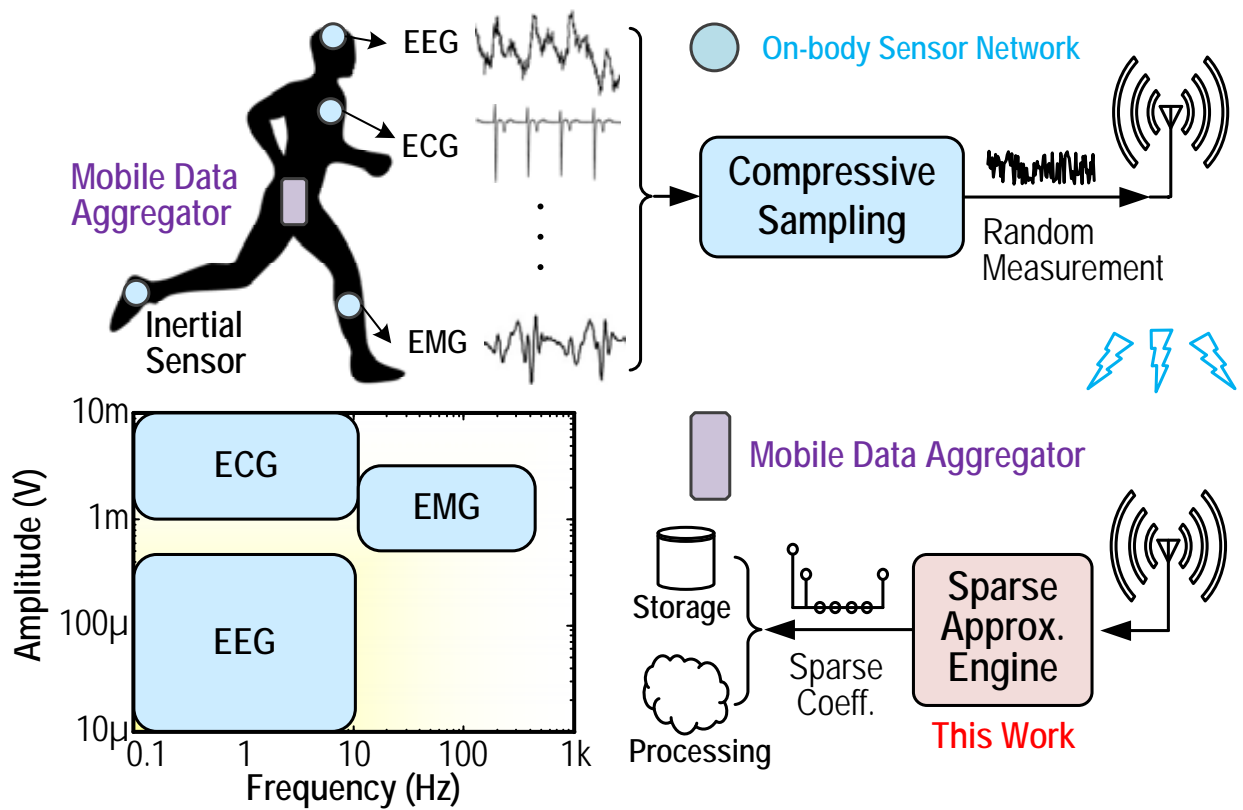 EEG
On-body Sensor Network
ECG
Mobile Data
Aggregator
Compressive
Sampling
Random
Measurement
Inertial
Sensor
EMG
10m
1m
100µ
10µ
Amplitude (V)
ECG
EMG
EEG
0.1
1
10
100
1k
Frequency (Hz)
Mobile Data Aggregator
Storage
Processing
Sparse
Coeff.
Sparse
Approx.
Engine
This Work